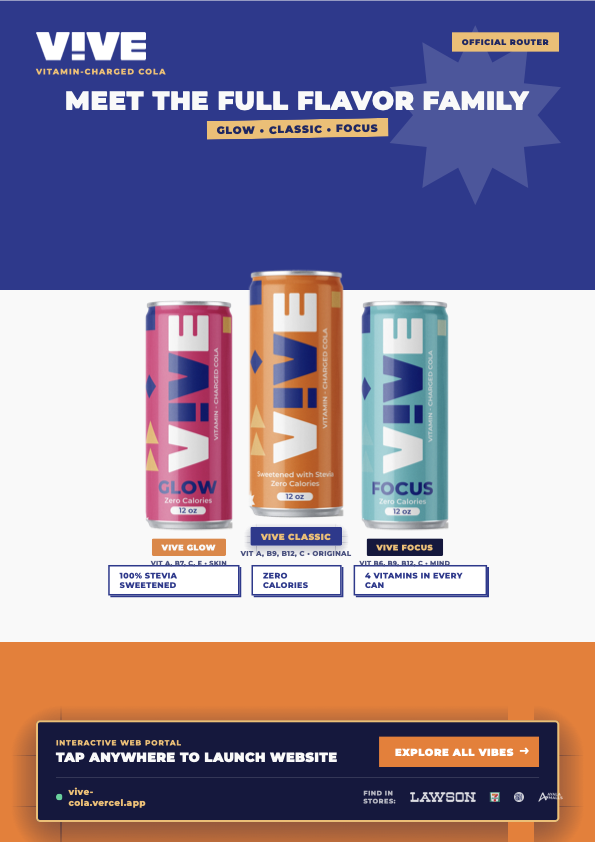 V!VE
OFFICIAL ROUTER
VITAMIN-CHARGED COLA
MEET THE FULL FLAVOR FAMILY
GLOW • CLASSIC • FOCUS
V!VE
VITAMIN - CHARGED COLA
GLOW
Zero Calories
12 oz
V!VE
VITAMIN - CHARGED COLA
Sweetened with Stevia
Zero Calories
12 oz
V!VE
VITAMIN - CHARGED COLA
FOCUS
Zero Calories
12 oz
VIVE GLOW
VIT A, B7, C, E • SKIN
VIVE CLASSIC
VIT A, B9, B12, C • ORIGINAL
VIVE FOCUS
VIT B6, B9, B12, C • MIND
100% STEVIA
SWEETENED
ZERO
CALORIES
4 VITAMINS IN EVERY
CAN
INTERACTIVE WEB PORTAL
TAP ANYWHERE TO LAUNCH WEBSITE
EXPLORE ALL VIBES →
vive-
cola.vercel.app
FIND IN
STORES:
LAWSON